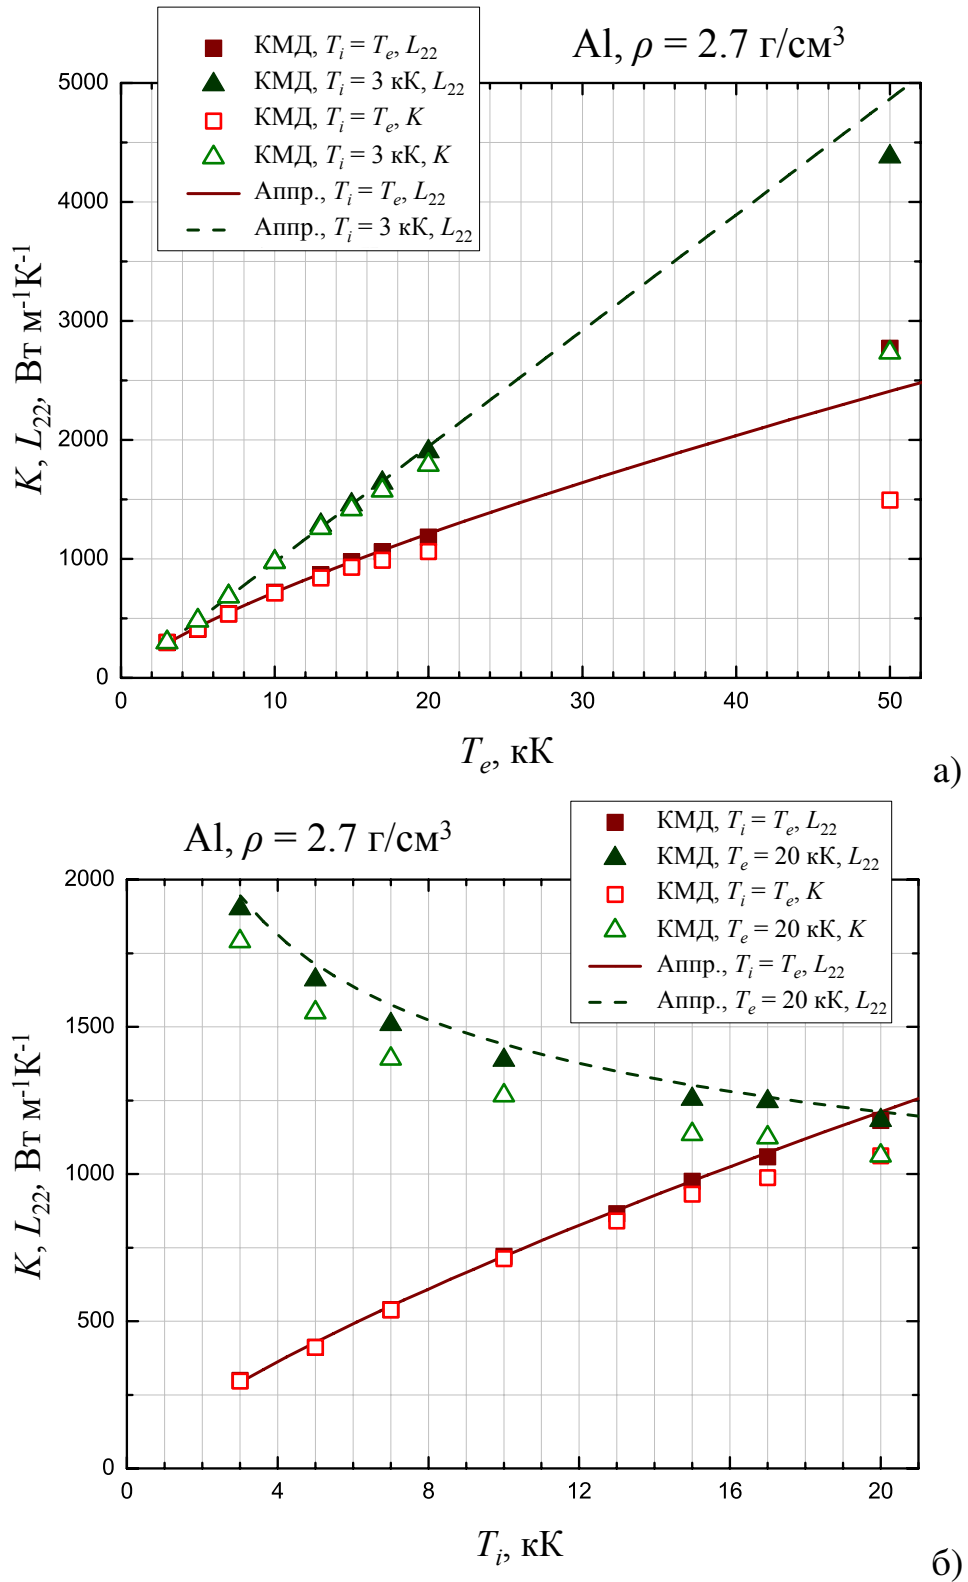 КМД, Tᵢ = Tₑ, L₂₂
КМД, Tᵢ = 3 кК, L₂₂
КМД, Tᵢ = Tₑ, K
КМД, Tᵢ = 3 кК, K
Аппр., Tᵢ = Tₑ, L₂₂
Аппр., Tᵢ = 3 кК, L₂₂
Al, ρ = 2.7 г/см³
5000
4000
3000
2000
1000
0
K, L₂₂, Вт м⁻¹К⁻¹
0 10 20 30 40 50
Tₑ, кК
а)
Al, ρ = 2.7 г/см³
КМД, Tᵢ = Tₑ, L₂₂
КМД, Tₑ = 20 кК, L₂₂
КМД, Tᵢ = Tₑ, K
КМД, Tₑ = 20 кК, K
Аппр., Tᵢ = Tₑ, L₂₂
Аппр., Tₑ = 20 кК, L₂₂
2000
1500
1000
500
0
K, L₂₂, Вт м⁻¹К⁻¹
0 4 8 12 16 20
Tᵢ, кК
б)